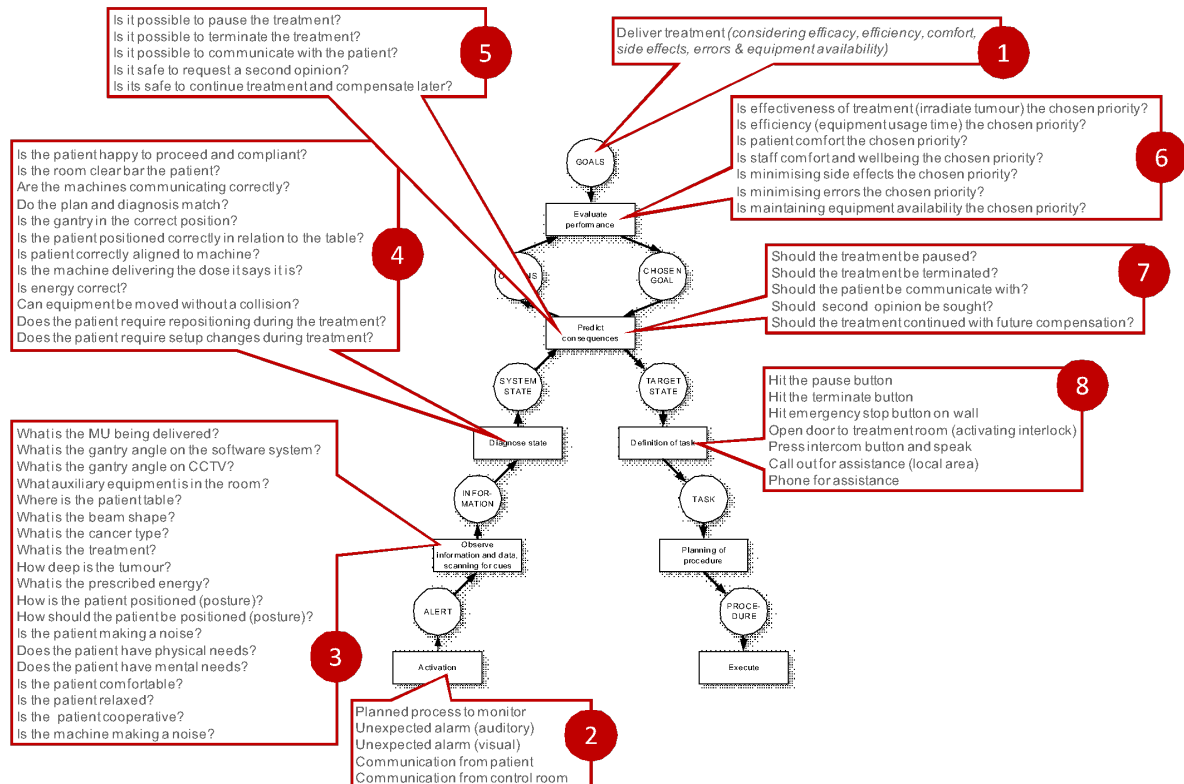 Is it possible to pause the treatment?
Is it possible to terminate the treatment?
Is it possible to communicate with the patient?
Is it safe to request a second opinion?
Is its safe to continue treatment and compensate later?
5
Deliver treatment (considering efficacy, efficiency, comfort,
side effects, errors & equipment availability)
1
Is effectiveness of treatment (irradiate tumour) the chosen priority?
Is efficiency (equipment usage time) the chosen priority?
Is patient comfort the chosen priority?
Is staff comfort and wellbeing the chosen priority?
Is minimising side effects the chosen priority?
Is minimising errors the chosen priority?
Is maintaining equipment availability the chosen priority?
6
Is the patient happy to proceed and compliant?
Is the room clear bar the patient?
Are the machines communicating correctly?
Do the plan and diagnosis match?
Is the gantry in the correct position?
Is the patient positioned correctly in relation to the table?
Is patient correctly aligned to machine?
Is the machine delivering the dose it says it is?
Is energy correct?
Can equipment be moved without a collision?
Does the patient require repositioning during the treatment?
Does the patient require setup changes during treatment?
4
GOALS
Evaluate
performance
CHOSEN
GOAL
Predict
consequences
Should the treatment be paused?
Should the treatment be terminated?
Should the patient be communicate with?
Should second opinion be sought?
Should the treatment continued with future compensation?
7
SYSTEM
STATE
TARGET
STATE
Diagnose state
Definition of task
Hit the pause button
Hit the terminate button
Hit emergency stop button on wall
Open door to treatment room (activating interlock)
Press intercom button and speak
Call out for assistance (local area)
Phone for assistance
8
What is the MU being delivered?
What is the gantry angle on the software system?
What is the gantry angle on CCTV?
What auxiliary equipment is in the room?
Where is the patient table?
What is the beam shape?
What is the cancer type?
What is the treatment?
How deep is the tumour?
What is the prescribed energy?
How is the patient positioned (posture)?
How should the patient be positioned (posture)?
Is the patient making a noise?
Does the patient have physical needs?
Does the patient have mental needs?
Is the patient comfortable?
Is the patient relaxed?
Is the patient cooperative?
Is the machine making a noise?
3
INFOR-
MATION
TASK
Observe
information and data,
scanning for cues
Planning of
procedure
ALERT
PROCE-
DURE
Activation
Execute
Planned process to monitor
Unexpected alarm (auditory)
Unexpected alarm (visual)
Communication from patient
Communication from control room
2